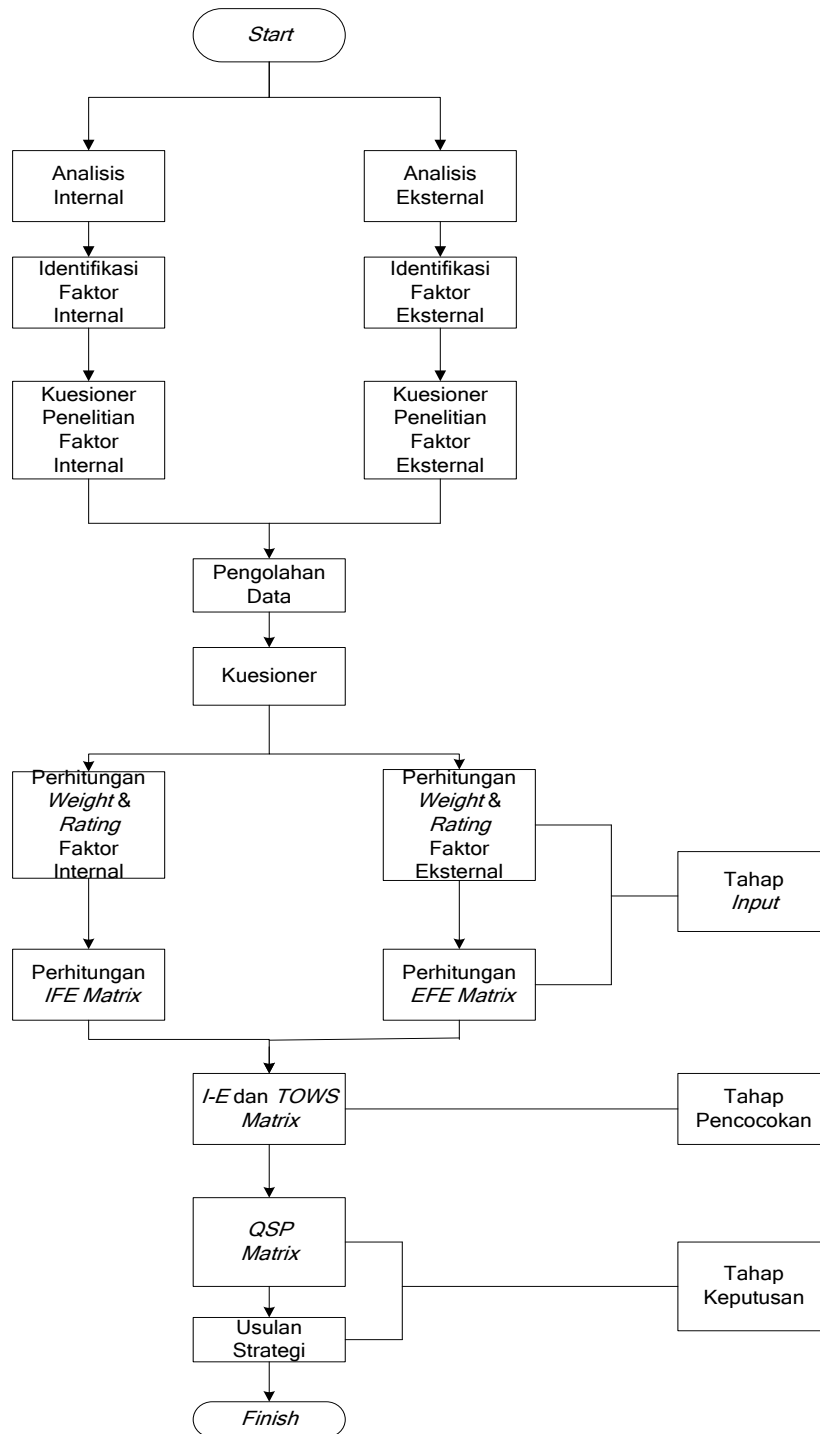 Start
Analisis
Internal
Analisis
Eksternal
Identifikasi
Faktor
Internal
Identifikasi
Faktor
Eksternal
Kuesioner
Penelitian
Faktor
Internal
Kuesioner
Penelitian
Faktor
Eksternal
Pengolahan
Data
Kuesioner
Perhitungan
Weight &
Rating
Faktor
Internal
Perhitungan
Weight &
Rating
Faktor
Eksternal
Tahap
Input
Perhitungan
IFE Matrix
Perhitungan
EFE Matrix
I-E dan TOWS
Matrix
Tahap
Pencocokan
QSP
Matrix
Tahap
Keputusan
Usulan
Strategi
Finish